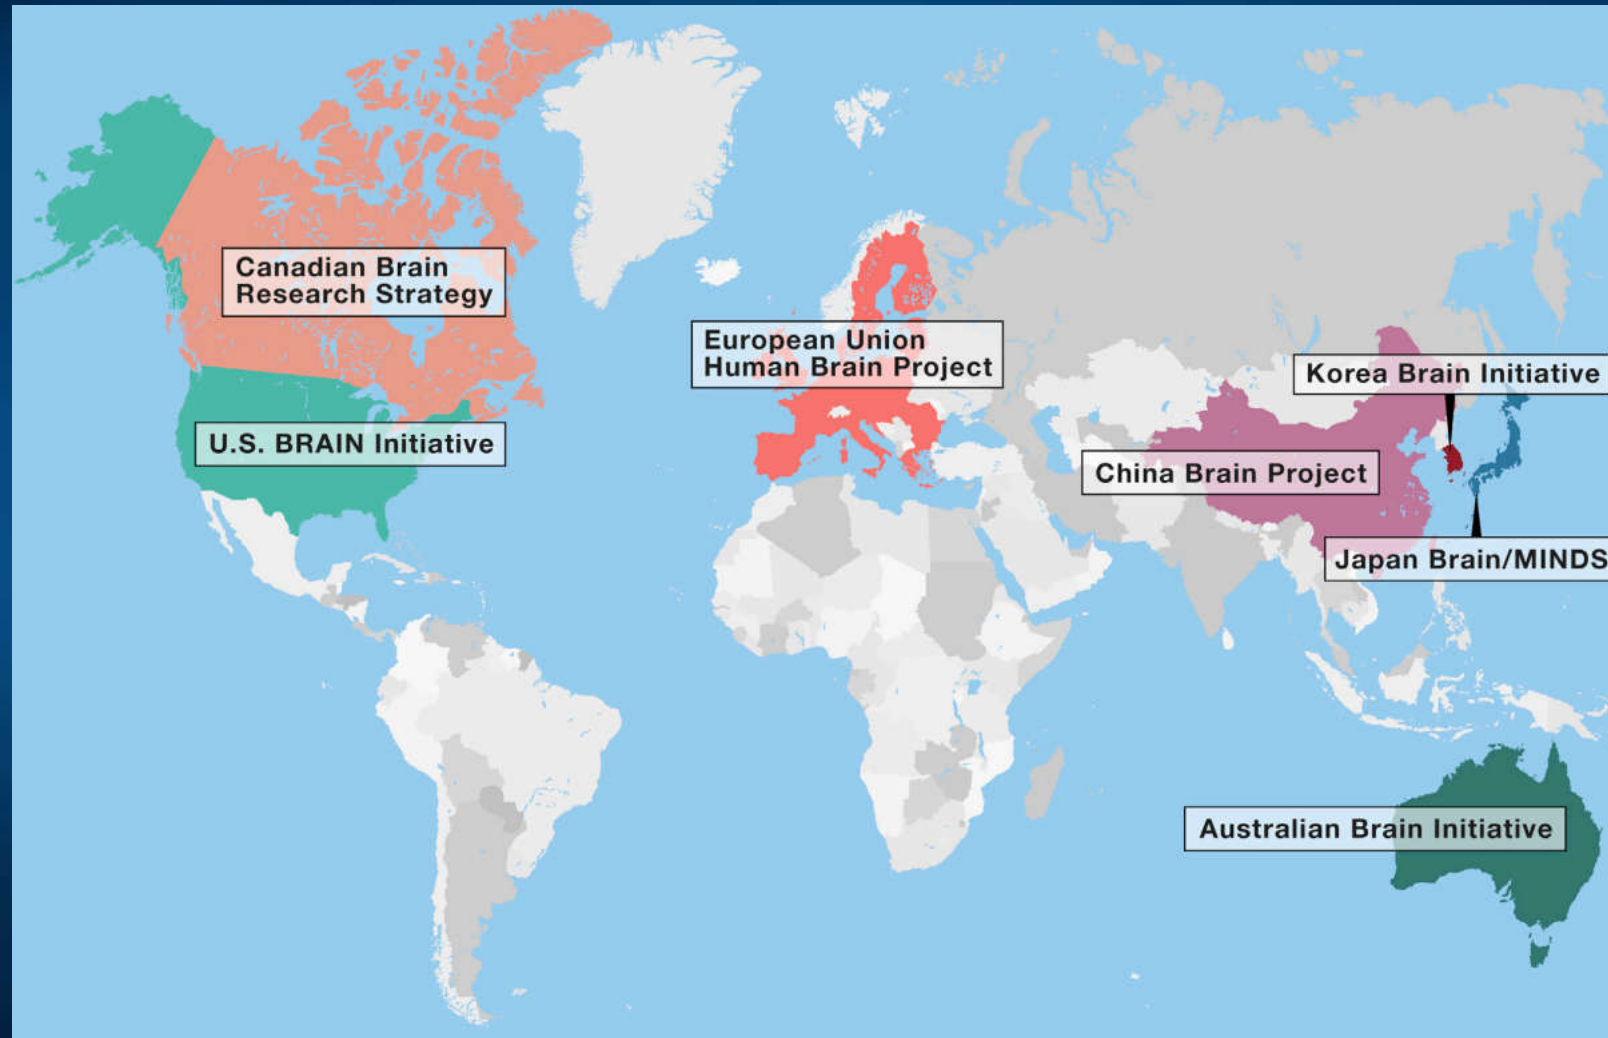 Canadian Brain
Research Strategy
European Union
Human Brain Project
Korea Brain Initiative
U.S. BRAIN Initiative
China Brain Project
Japan Brain/MINDS
Australian Brain Initiative